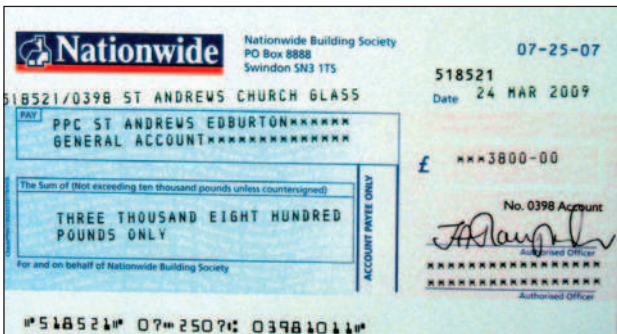 Nationwide
Nationwide Building Society
PO Box 8888
Swindon SN3 1TS
07-25-07
518521
Date 24 MAR 2009
518521/0398 ST ANDREWS CHURCH GLASS
PAY
PPC ST ANDREWS EDBURTON******
GENERAL ACCOUNT**************
£ ***3800-00
The Sum of (Not exceeding ten thousand pounds unless countersigned)
THREE THOUSAND EIGHT HUNDRED
POUNDS ONLY
ACCOUNT PAYEE ONLY
No. 0398 Account
Authorised Officer
For and on behalf of Nationwide Building Society
Authorised Officer
⑈518521⑈ 07⑉2507⑆ 03981011⑈